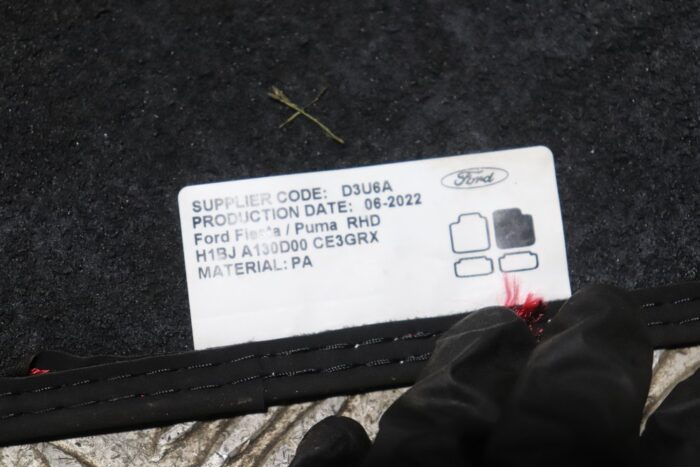 Ford
SUPPLIER CODE: D3U6A
PRODUCTION DATE: 06-2022
Ford Fiesta / Puma RHD
H1BJ A130D00 CE3GRX
MATERIAL: PA